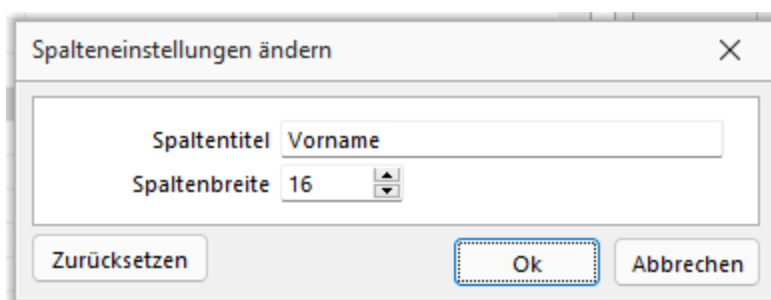 Spalteneinstellungen ändern
Spaltentitel Vorname
Spaltenbreite 16
Zurücksetzen Ok Abbrechen